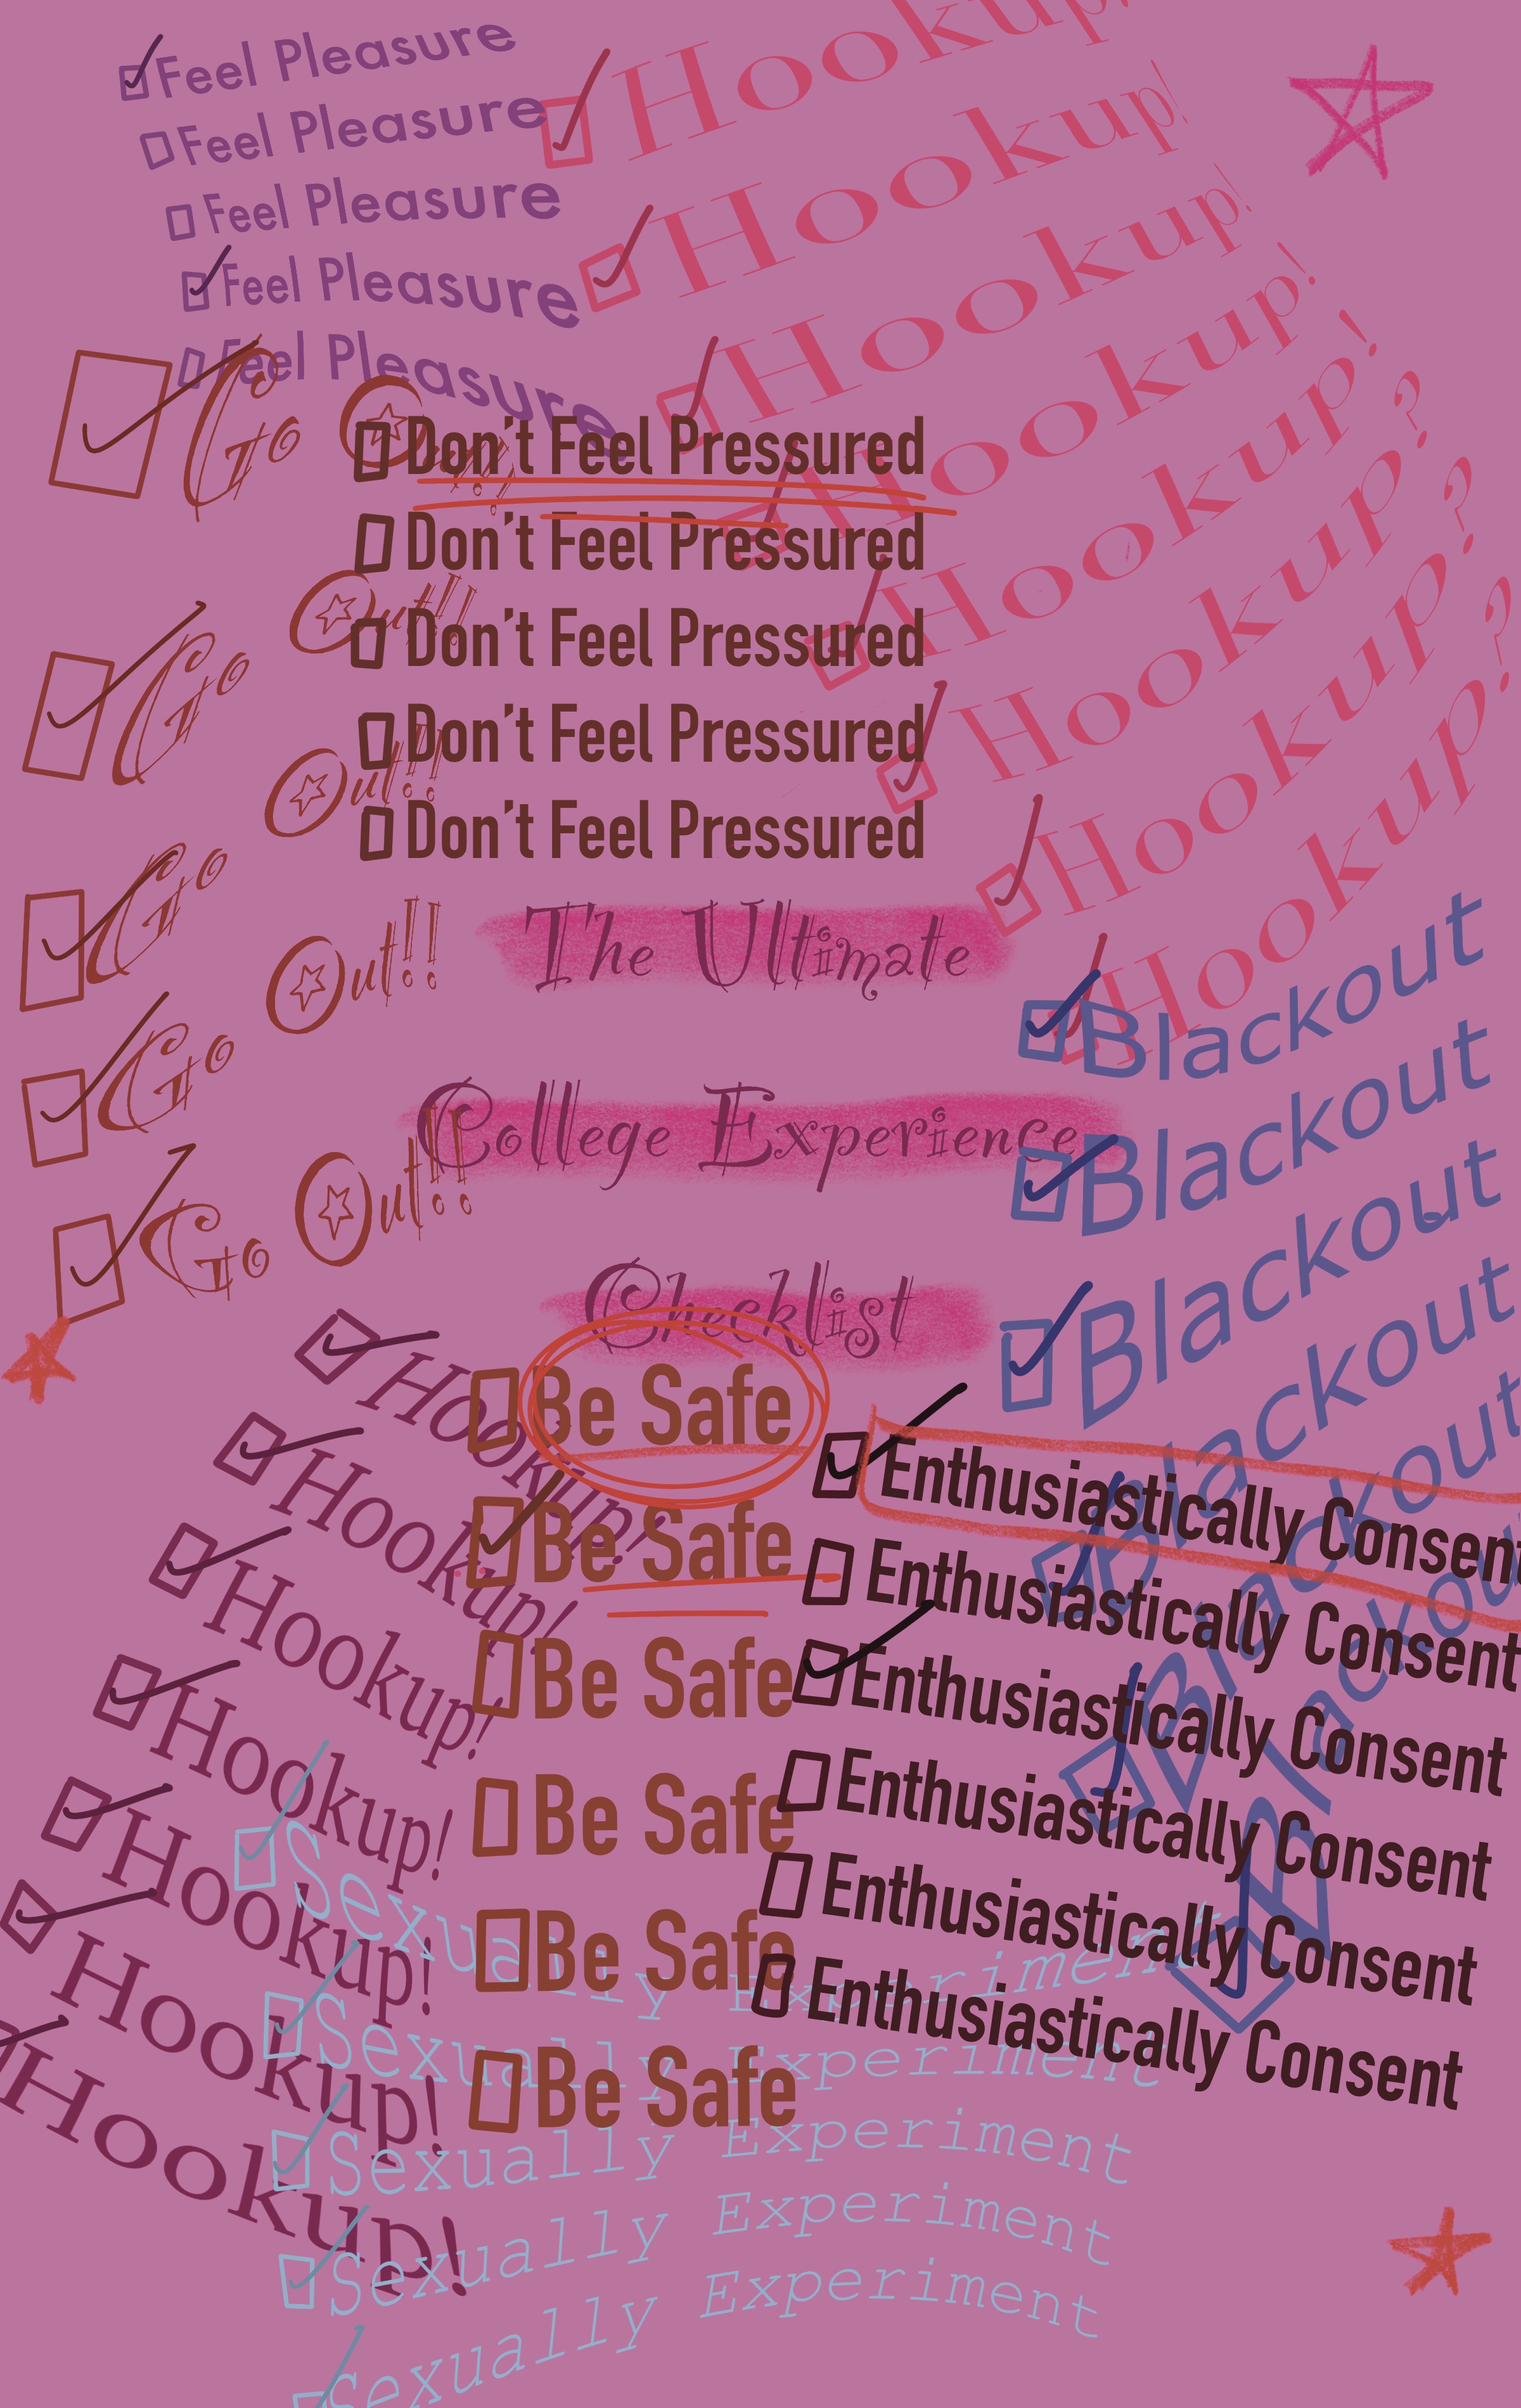 Feel Pleasure
Feel Pleasure
Feel Pleasure
Feel Pleasure
Feel Pleasure
Hookup!
Hookup!
Hookup!
Hookup!
Hookup!
Hookup?
Hookup?
Hookup?
Go Out!!
Go Out!!
Go Out!!
Go Out!!
Go Out!!
Don't Feel Pressured
Don't Feel Pressured
Don't Feel Pressured
Don't Feel Pressured
Don't Feel Pressured
The Ultimate
College Experience
Checklist
Blackout
Blackout
Blackout
Blackout
Blackout
Blackout
Hookup!
Hookup!
Hookup!
Hookup!
Hookup!
Hookup!
Hookup!
Be Safe
Be Safe
Be Safe
Be Safe
Be Safe
Be Safe
Enthusiastically Consent
Enthusiastically Consent
Enthusiastically Consent
Enthusiastically Consent
Enthusiastically Consent
Enthusiastically Consent
Sexually Experiment
Sexually Experiment
Sexually Experiment
Sexually Experiment
Sexually Experiment